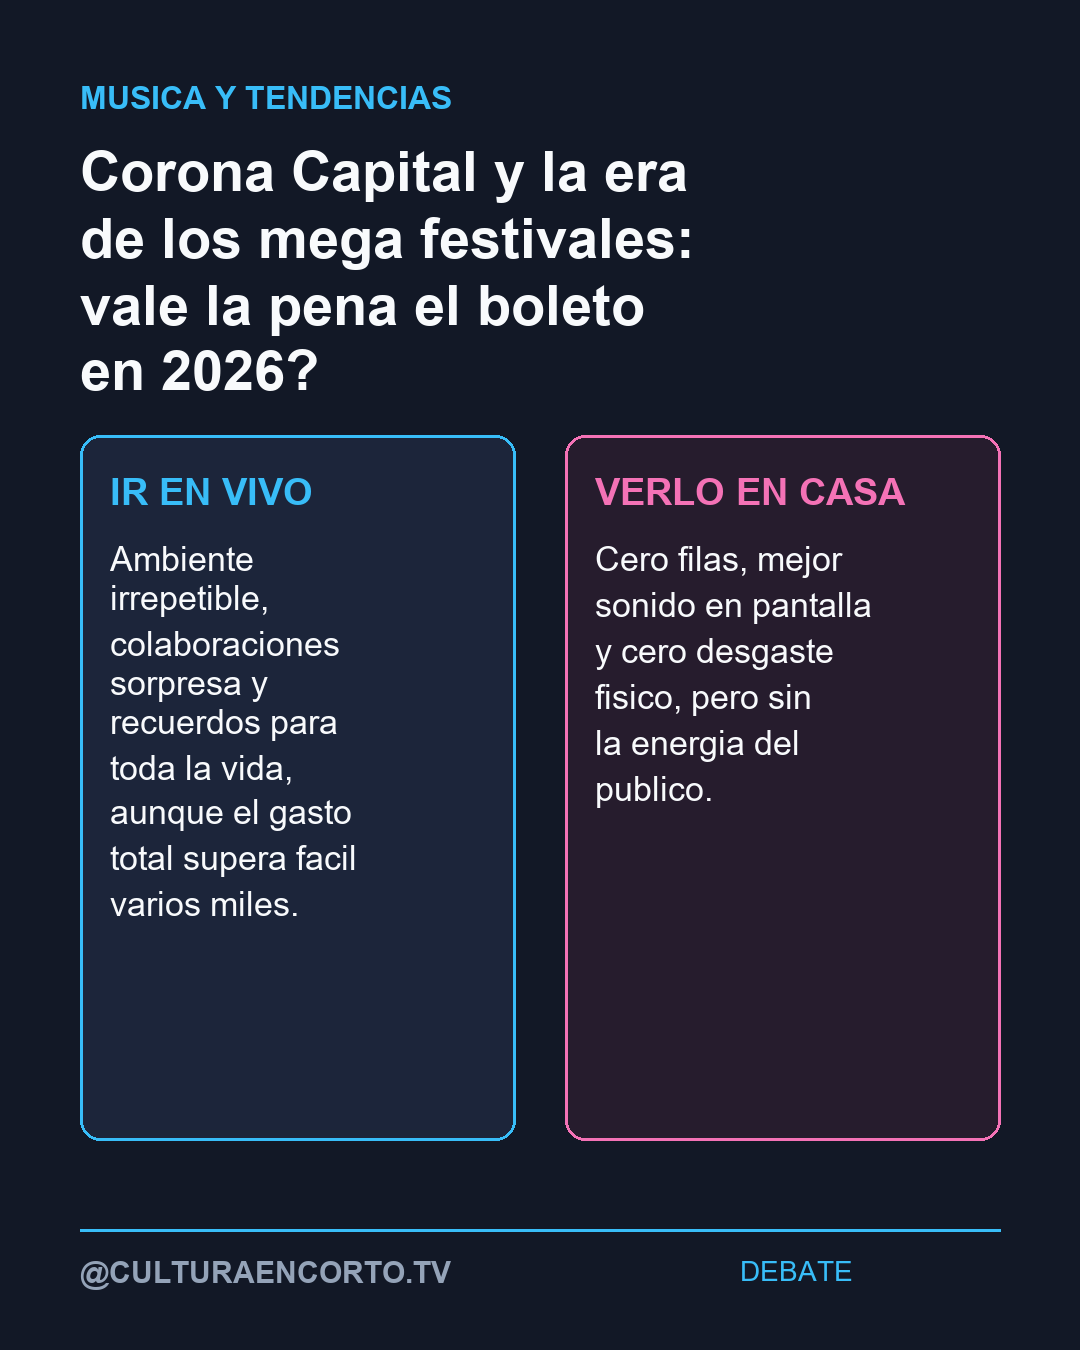 MUSICA Y TENDENCIAS
Corona Capital y la era
de los mega festivales:
vale la pena el boleto
en 2026?
IR EN VIVO
Ambiente
irrepetible,
colaboraciones
sorpresa y
recuerdos para
toda la vida,
aunque el gasto
total supera facil
varios miles.
VERLO EN CASA
Cero filas, mejor
sonido en pantalla
y cero desgaste
fisico, pero sin
la energia del
publico.
@CULTURAENCORTO.TV
DEBATE